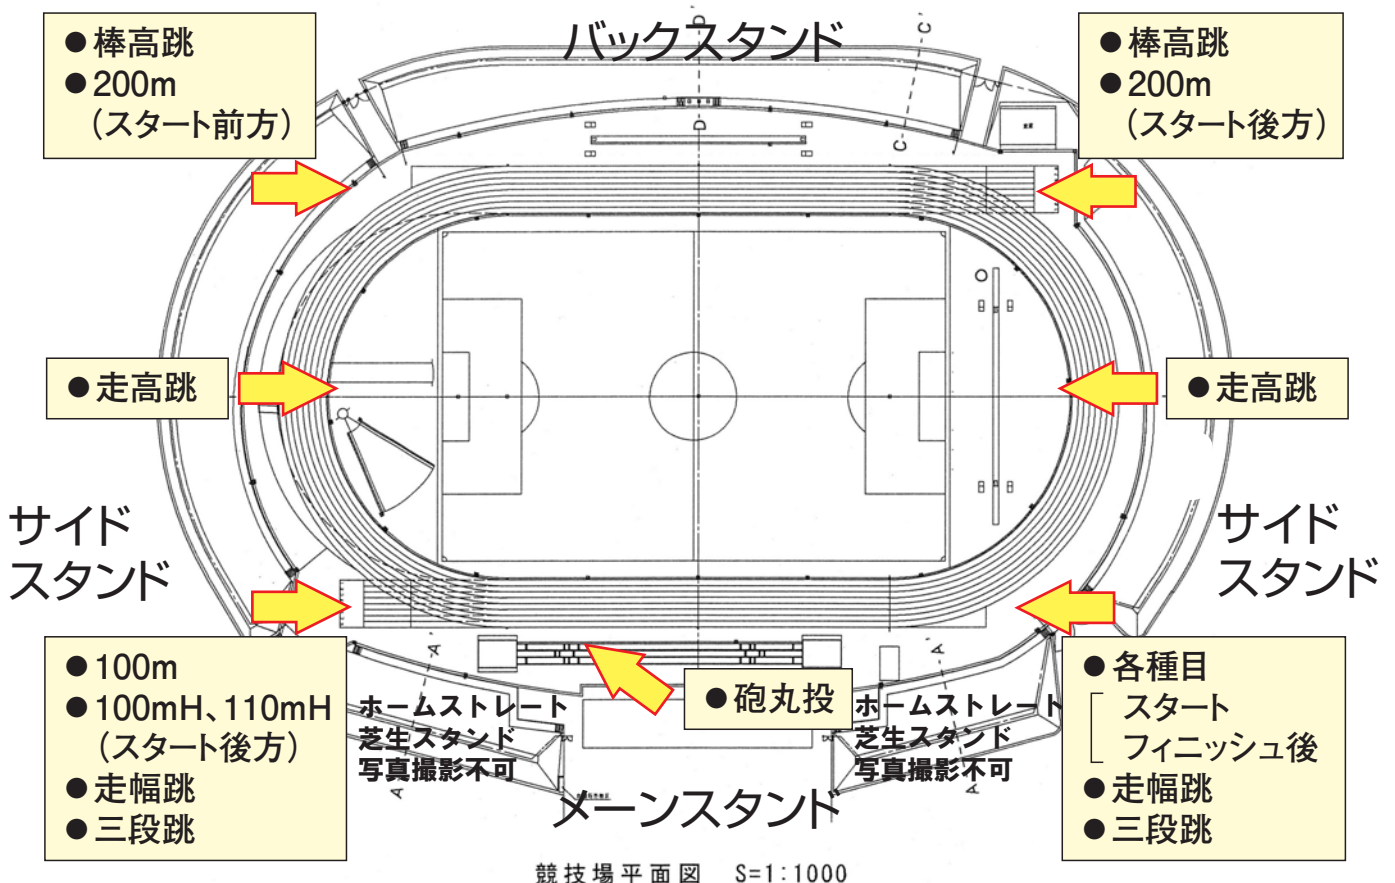 ●棒高跳
●200m
（スタート前方）
バックスタンド
●棒高跳
●200m
（スタート後方）
D'
D
C'
C
●走高跳
●走高跳
サイド
スタンド
サイド
スタンド
●100m
●100mH、110mH
（スタート後方）
●走幅跳
●三段跳
A'
A
ホームストレート
芝生スタンド
写真撮影不可
●砲丸投
A'
A
ホームストレート
芝生スタンド
写真撮影不可
●各種目
スタート
フィニッシュ後
●走幅跳
●三段跳
メーンスタンド
競技場平面図 S=1:1000